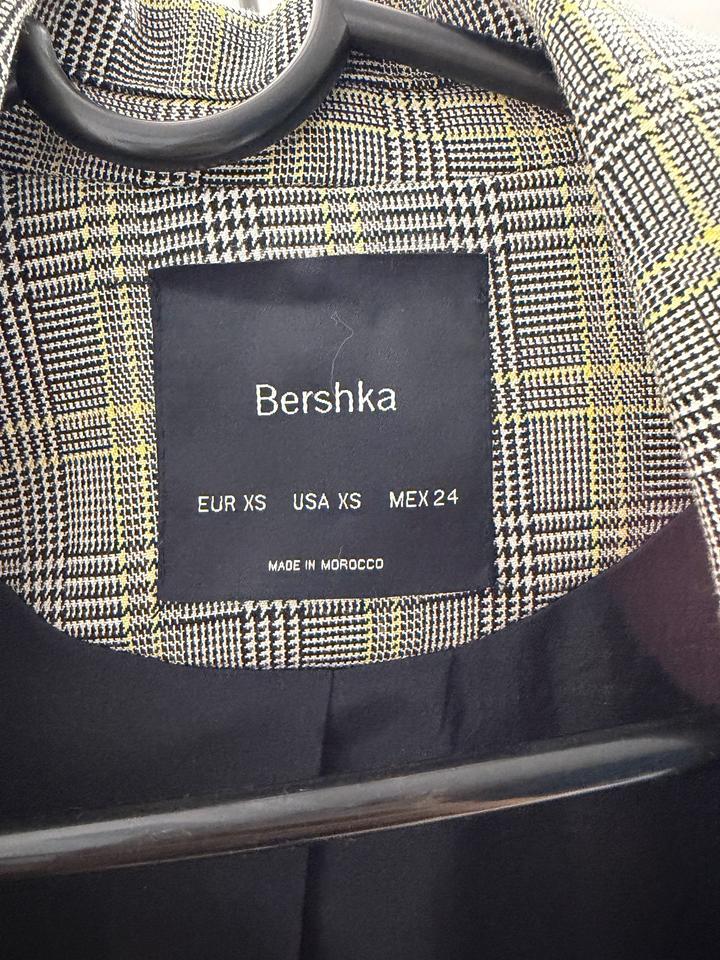 Bershka
EUR XS USA XS MEX 24
MADE IN MOROCCO